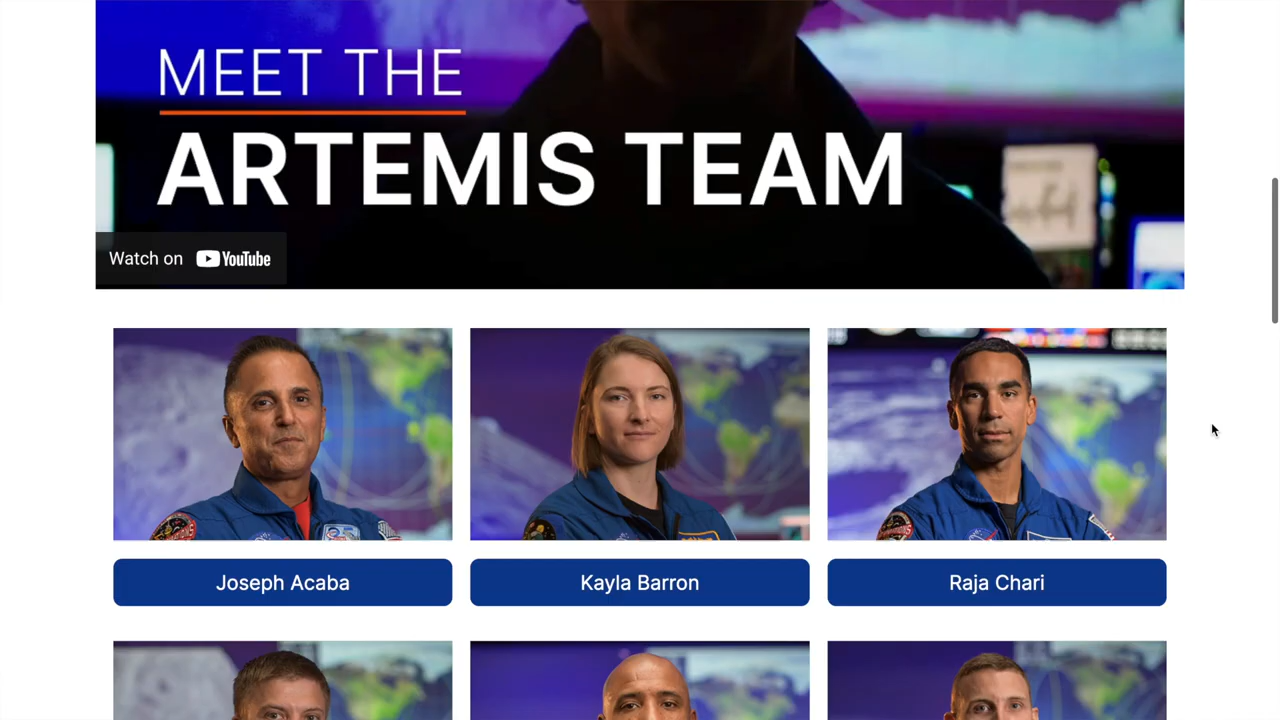 MEET THE
ARTEMIS TEAM
Watch on YouTube
Joseph Acaba
Kayla Barron
Raja Chari